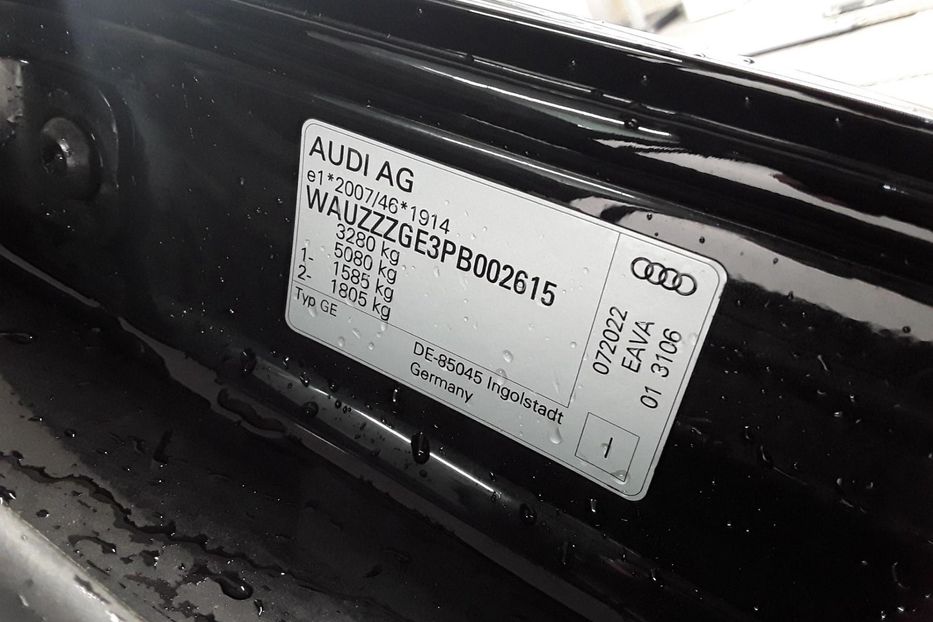 AUDI AG
e1*2007/46*1914
WAUZZZGE3PB002615
3280 kg
5080 kg
1- 1585 kg
2- 1805 kg
Typ GE
DE-85045 Ingolstadt
Germany
072022
EAVA
01 3106